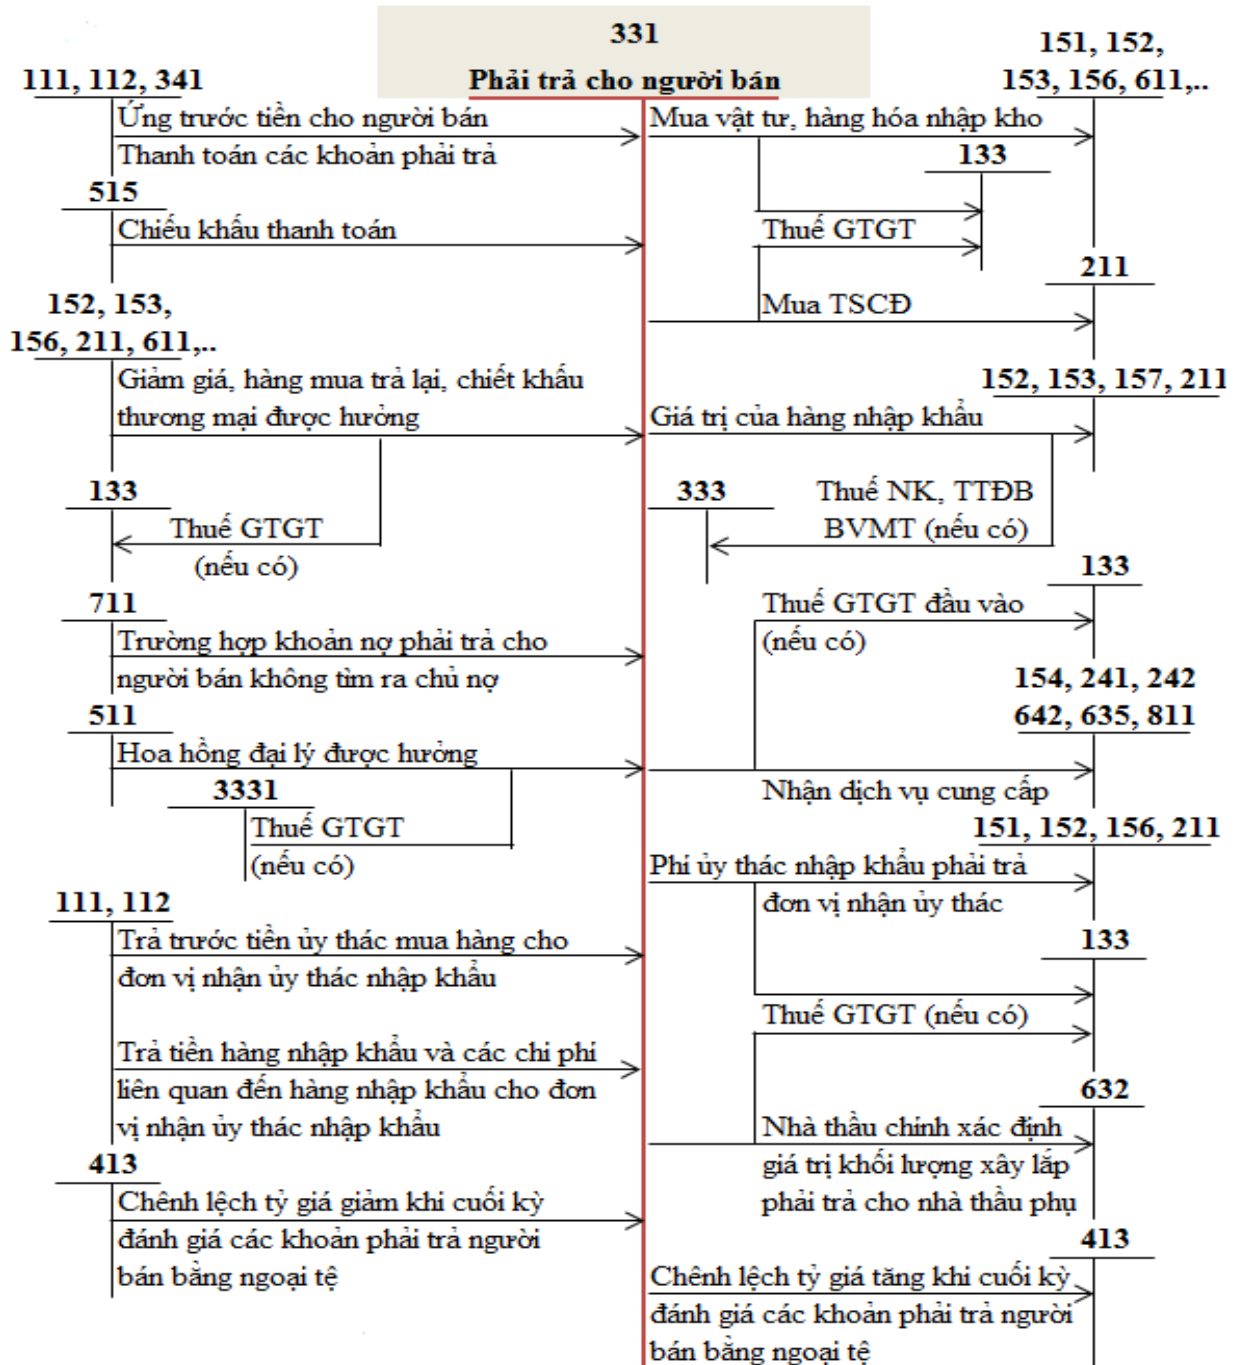 331
Phải trả cho người bán
111, 112, 341
Ứng trước tiền cho người bán
Thanh toán các khoản phải trả
515
Chiếu khấu thanh toán
152, 153,
156, 211, 611,..
Giảm giá, hàng mua trả lại, chiết khấu
thương mại được hưởng
133
Thuế GTGT
(nếu có)
711
Trường hợp khoản nợ phải trả cho
người bán không tìm ra chủ nợ
511
Hoa hồng đại lý được hưởng
3331
Thuế GTGT
(nếu có)
111, 112
Trả trước tiền ủy thác mua hàng cho
đơn vị nhận ủy thác nhập khẩu
Trả tiền hàng nhập khẩu và các chi phí
liên quan đến hàng nhập khẩu cho đơn
vị nhận ủy thác nhập khẩu
413
Chênh lệch tỷ giá giảm khi cuối kỳ
đánh giá các khoản phải trả người
bán bằng ngoại tệ
151, 152,
153, 156, 611,..
Mua vật tư, hàng hóa nhập kho
133
Thuế GTGT
211
Mua TSCĐ
152, 153, 157, 211
Giá trị của hàng nhập khẩu
333
Thuế NK, TTĐB
BVMT (nếu có)
133
Thuế GTGT đầu vào
(nếu có)
154, 241, 242
642, 635, 811
Nhận dịch vụ cung cấp
151, 152, 156, 211
Phí ủy thác nhập khẩu phải trả
đơn vị nhận ủy thác
133
Thuế GTGT (nếu có)
632
Nhà thầu chính xác định
giá trị khối lượng xây lắp
phải trả cho nhà thầu phụ
413
Chênh lệch tỷ giá tăng khi cuối kỳ
đánh giá các khoản phải trả người
bán bằng ngoại tệ